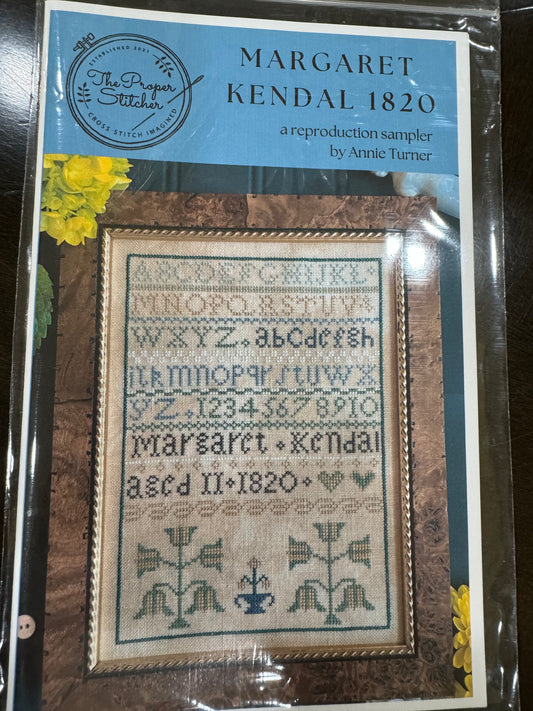 MARGARET
KENDAL 1820
a reproduction sampler
by Annie Turner
ESTABLISHED 2021
The Proper
Stitcher
CROSS STITCH IMAGINED
ABCDEFGHIKL
MNOPQRSTUV
WXYZ. abcdefgh
ilkmnopqrstuwx
yz. 12345678910
Margaret · Kendal
aged 11 · 1820 ·